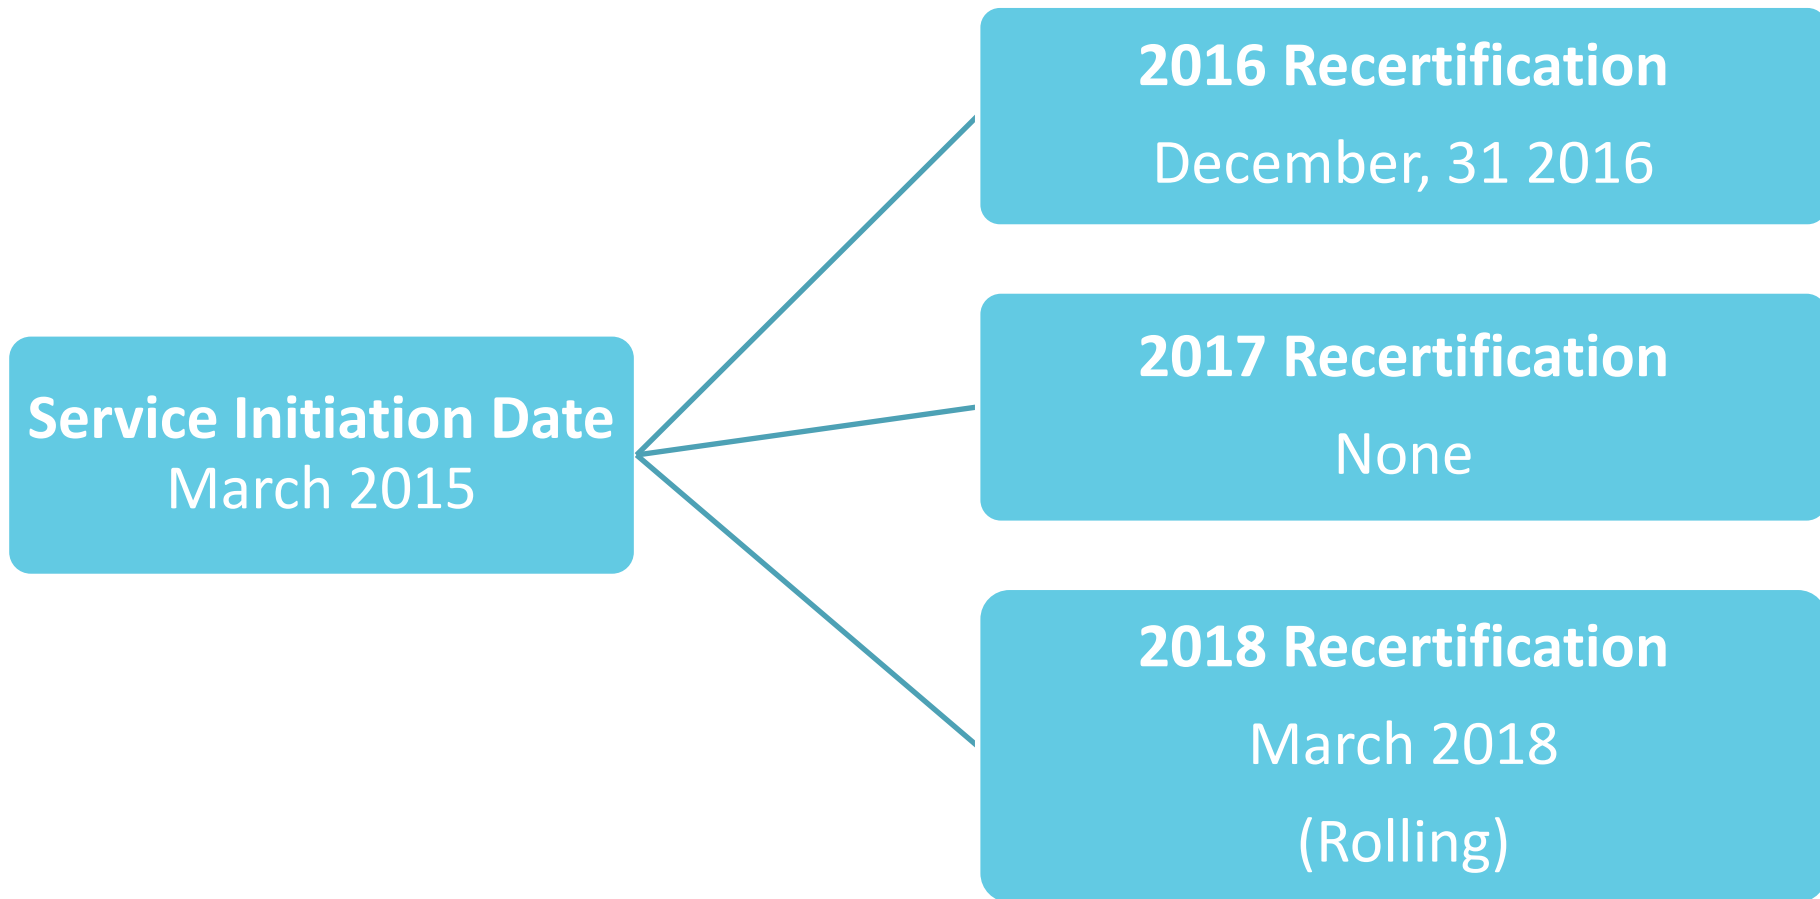 Service Initiation Date
March 2015
2016 Recertification
December, 31 2016
2017 Recertification
None
2018 Recertification
March 2018
(Rolling)